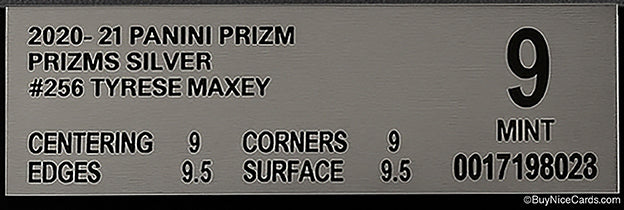 2020-21 PANINI PRIZM
PRIZMS SILVER
#256 TYRESE MAXEY
9
MINT
CENTERING 9 CORNERS 9
EDGES 9.5 SURFACE 9.5
0017198023
©BuyNiceCards.com